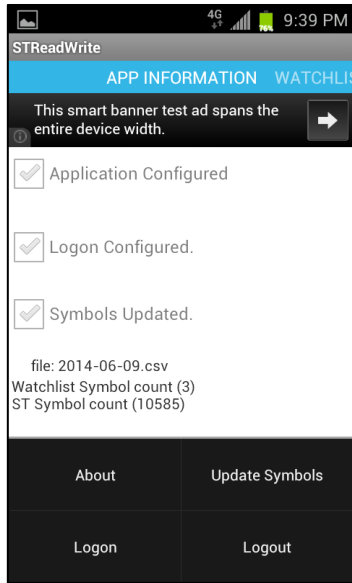 4G 76% 9:39 PM
STReadWrite
APP INFORMATION WATCHLIS
This smart banner test ad spans the
entire device width.
Application Configured
Logon Configured.
Symbols Updated.
file: 2014-06-09.csv
Watchlist Symbol count (3)
ST Symbol count (10585)
About Update Symbols
Logon Logout